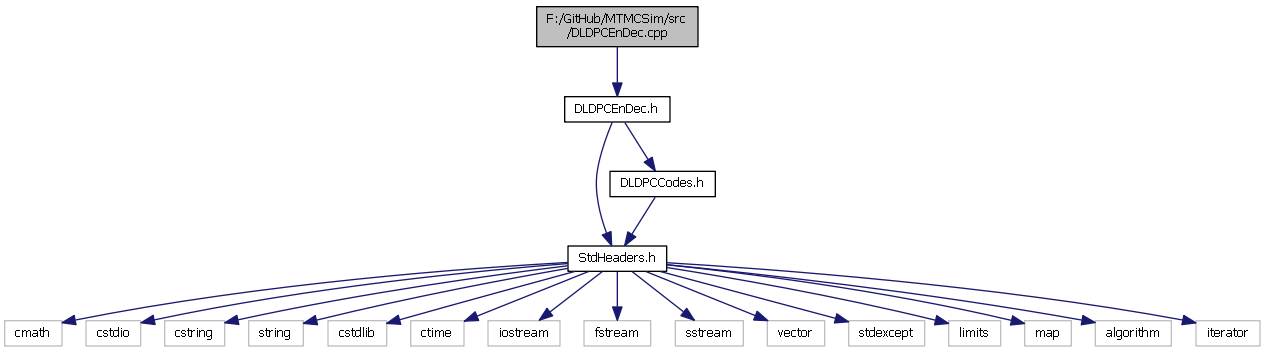 F:/GitHub/MTMCSim/src
/DLDPCEnDec.cpp
DLDPCEnDec.h
DLDPCCodes.h
StdHeaders.h
cmath
cstdio
cstring
string
cstdlib
ctime
iostream
fstream
sstream
vector
stdexcept
limits
map
algorithm
iterator